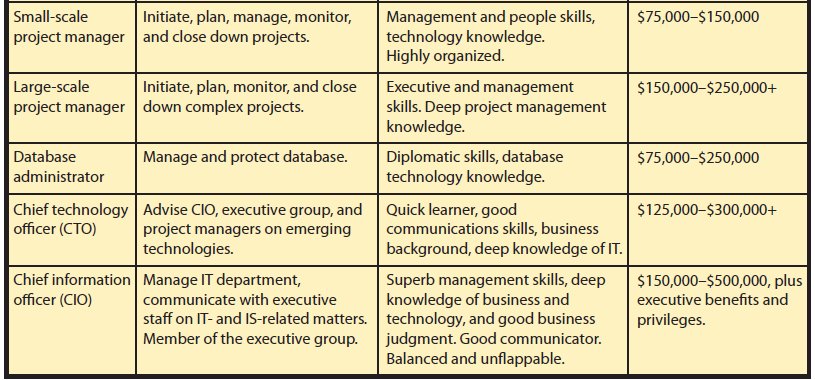 Small-scale
project manager
Initiate, plan, manage, monitor,
and close down projects.
Management and people skills,
technology knowledge.
Highly organized.
$75,000–$150,000
Large-scale
project manager
Initiate, plan, monitor, and close
down complex projects.
Executive and management
skills. Deep project management
knowledge.
$150,000–$250,000+
Database
administrator
Manage and protect database.
Diplomatic skills, database
technology knowledge.
$75,000–$250,000
Chief technology
officer (CTO)
Advise CIO, executive group, and
project managers on emerging
technologies.
Quick learner, good
communications skills, business
background, deep knowledge of IT.
$125,000–$300,000+
Chief information
officer (CIO)
Manage IT department,
communicate with executive
staff on IT- and IS-related matters.
Member of the executive group.
Superb management skills, deep
knowledge of business and
technology, and good business
judgment. Good communicator.
Balanced and unflappable.
$150,000–$500,000, plus
executive benefits and
privileges.